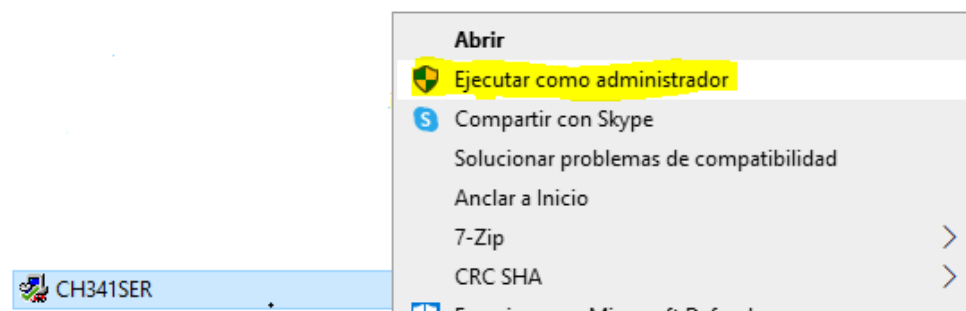 Abrir
Ejecutar como administrador
Compartir con Skype
Solucionar problemas de compatibilidad
Anclar a Inicio
7-Zip
CRC SHA
CH341SER